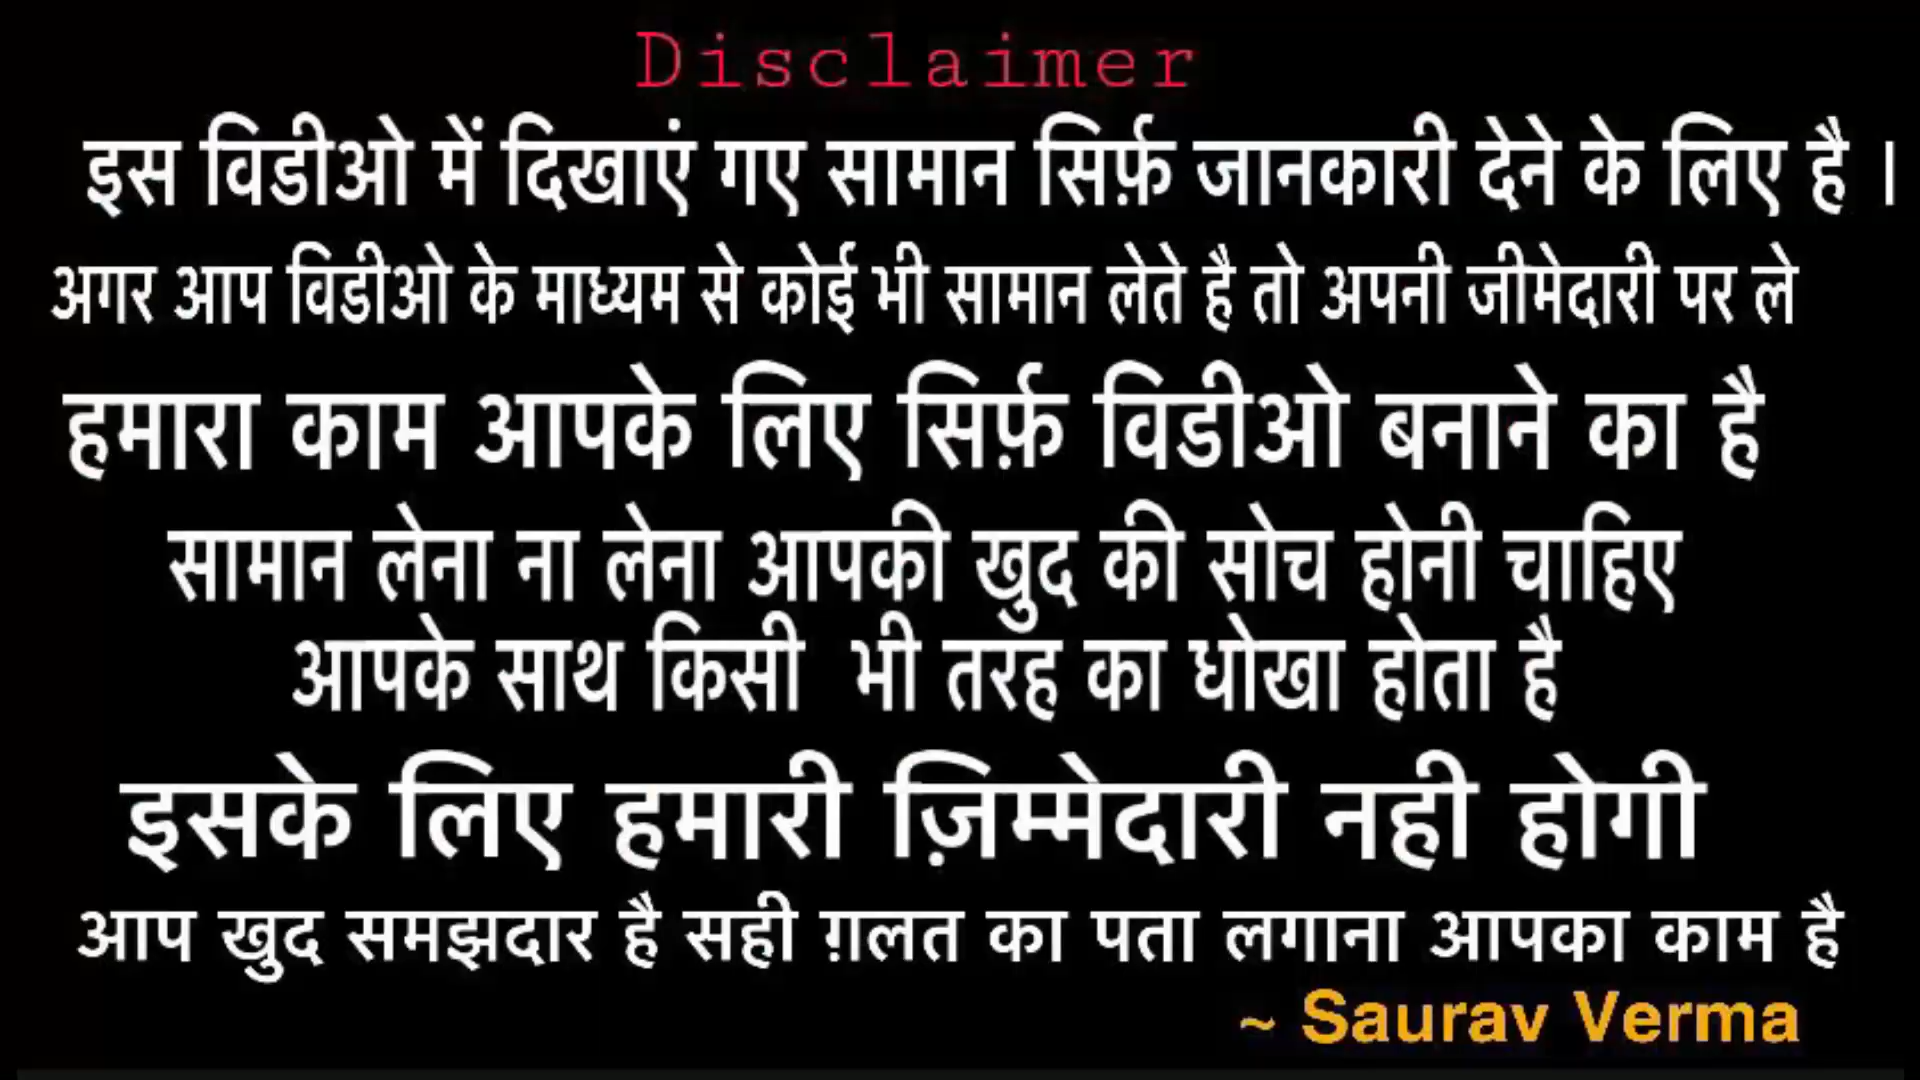 Disclaimer
इस विडीओ में दिखाएं गए सामान सिर्फ़ जानकारी देने के लिए है ।
अगर आप विडीओ के माध्यम से कोई भी सामान लेते है तो अपनी जीमेदारी पर ले
हमारा काम आपके लिए सिर्फ़ विडीओ बनाने का है
सामान लेना ना लेना आपकी खुद की सोच होनी चाहिए
आपके साथ किसी भी तरह का धोखा होता है
इसके लिए हमारी ज़िम्मेदारी नही होगी
आप खुद समझदार है सही ग़लत का पता लगाना आपका काम है
~ Saurav Verma